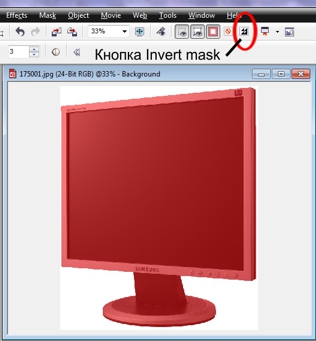 Effects Mask Object Movie Web Tools Window Help
33%
3
Кнопка Invert mask
175001.jpg (24-Bit RGB) @33% - Background
SAMSUNG